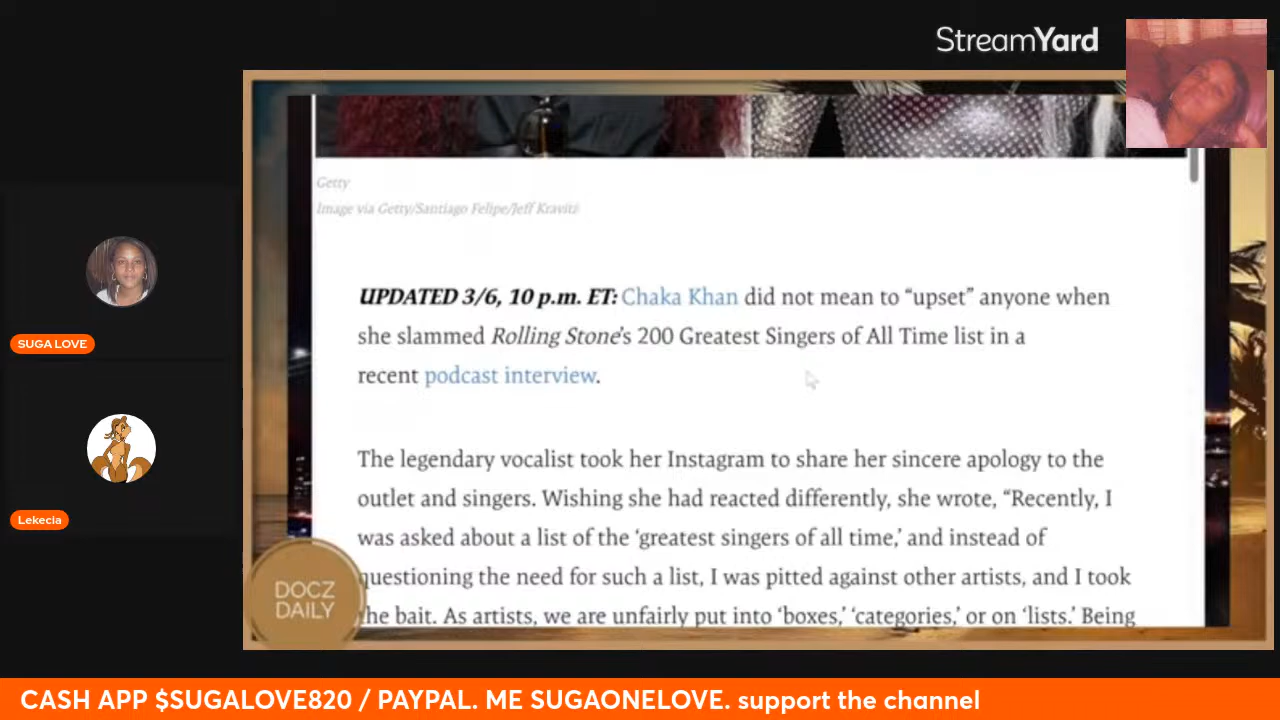 StreamYard
Getty
Image via Getty/Santiago Felipe/Jeff Kravitz
UPDATED 3/6, 10 p.m. ET: Chaka Khan did not mean to “upset” anyone when
she slammed Rolling Stone’s 200 Greatest Singers of All Time list in a
recent podcast interview.
The legendary vocalist took her Instagram to share her sincere apology to the
outlet and singers. Wishing she had reacted differently, she wrote, “Recently, I
was asked about a list of the ‘greatest singers of all time,’ and instead of
questioning the need for such a list, I was pitted against other artists, and I took
the bait. As artists, we are unfairly put into ‘boxes,’ ‘categories,’ or on ‘lists.’ Being
SUGA LOVE
Lekecia
DOCZ
DAILY
CASH APP $SUGALOVE820 / PAYPAL. ME SUGAONELOVE. support the channel